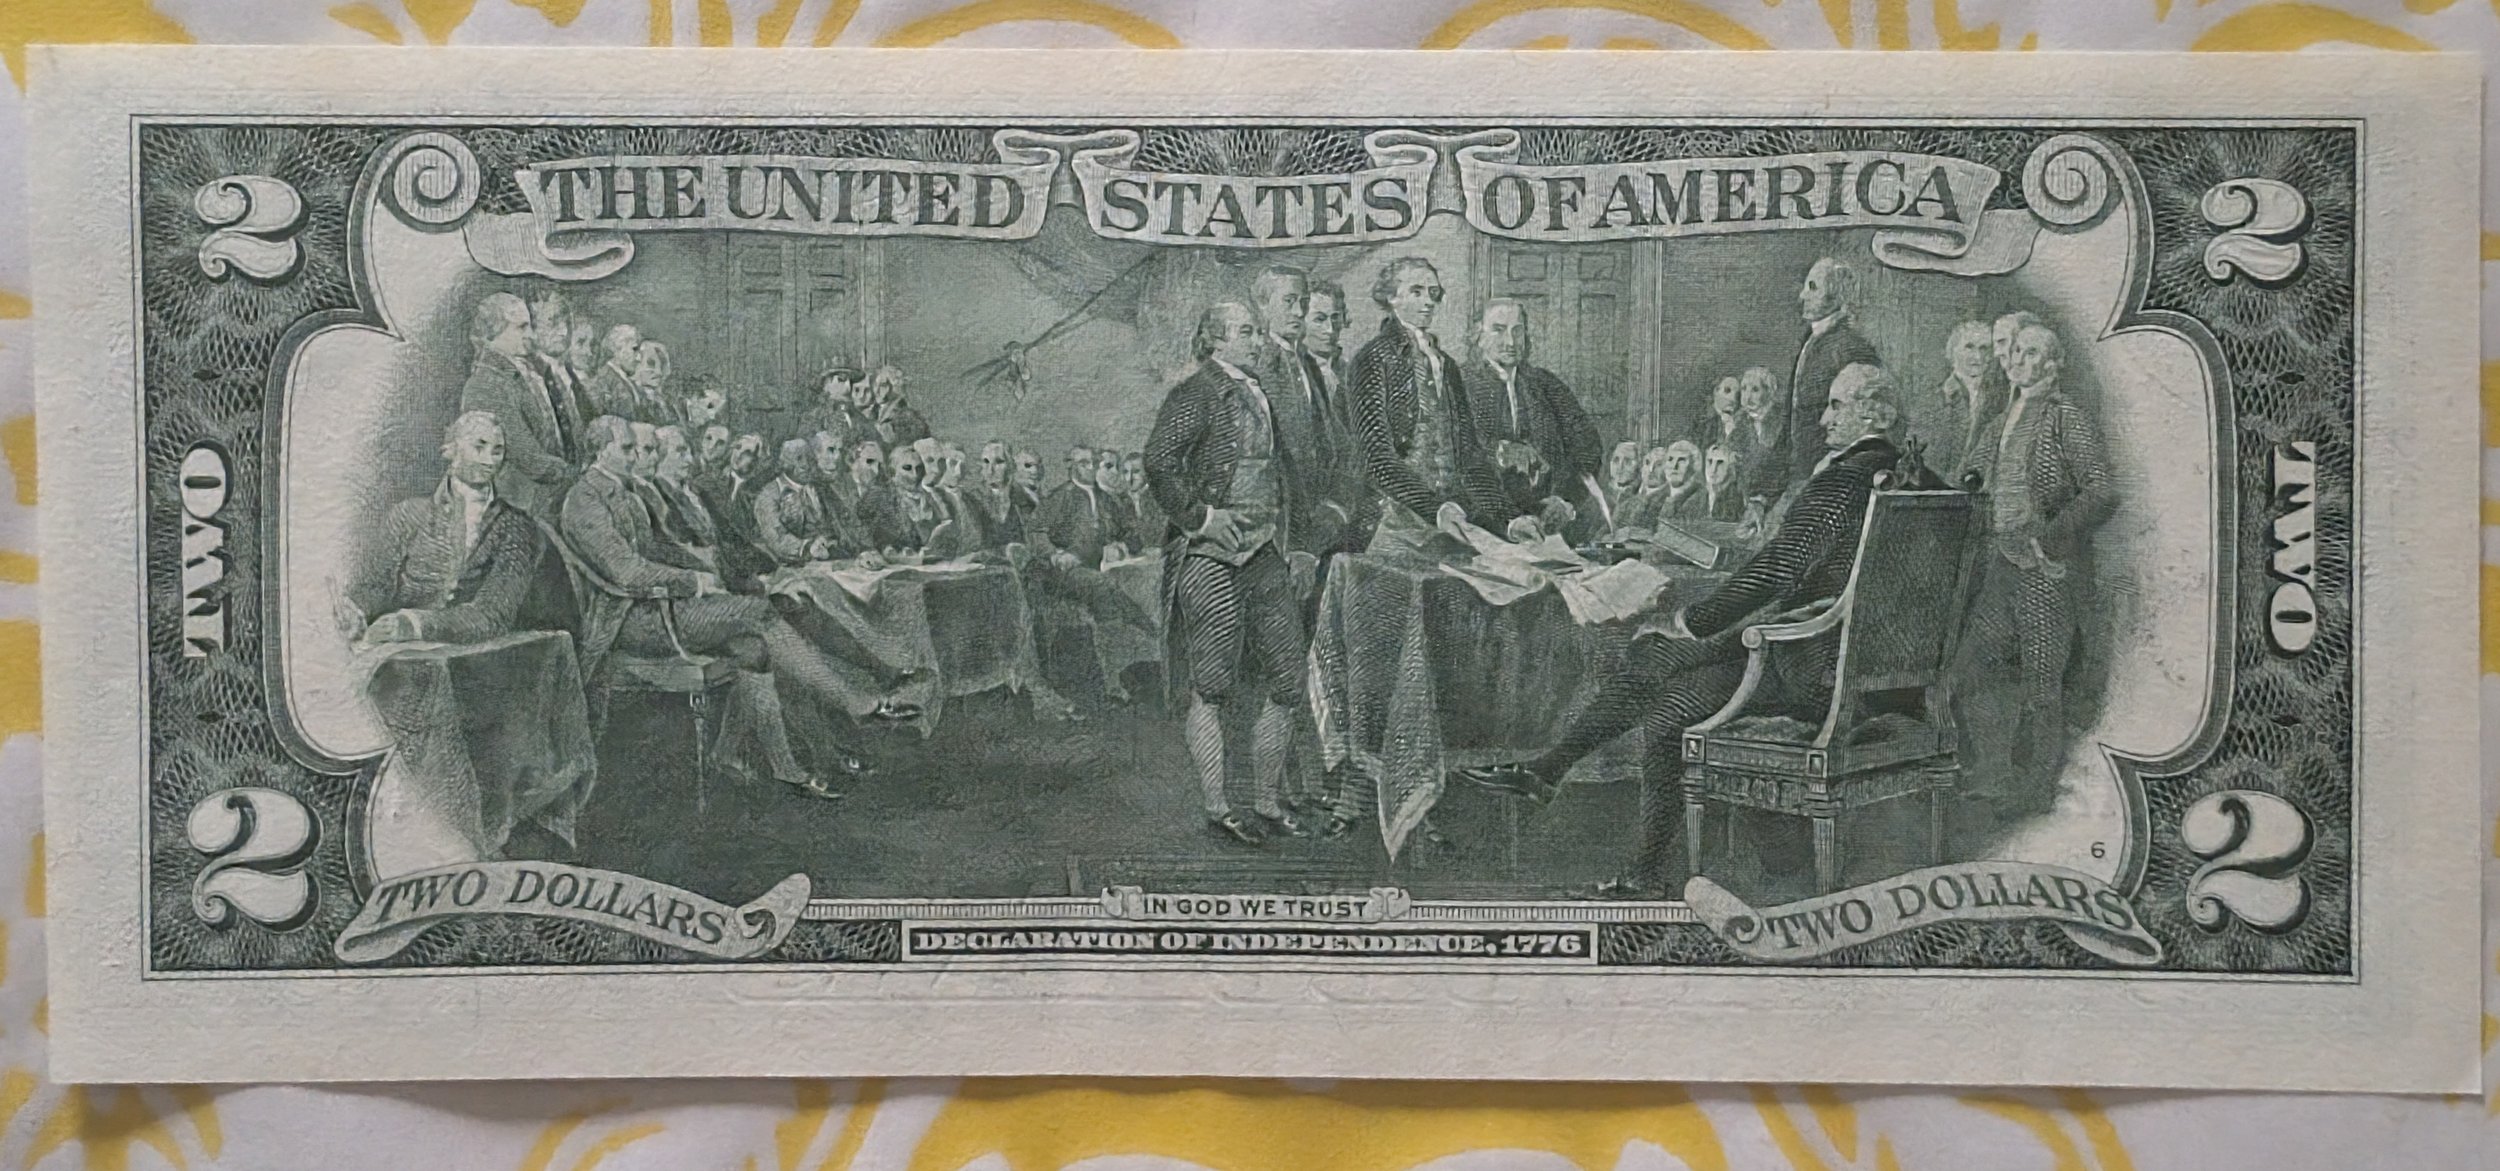 THE UNITED STATES OF AMERICA
2
2
TWO
TWO
2
2
6
TWO DOLLARS
IN GOD WE TRUST
TWO DOLLARS
DECLARATION OF INDEPENDENCE, 1776